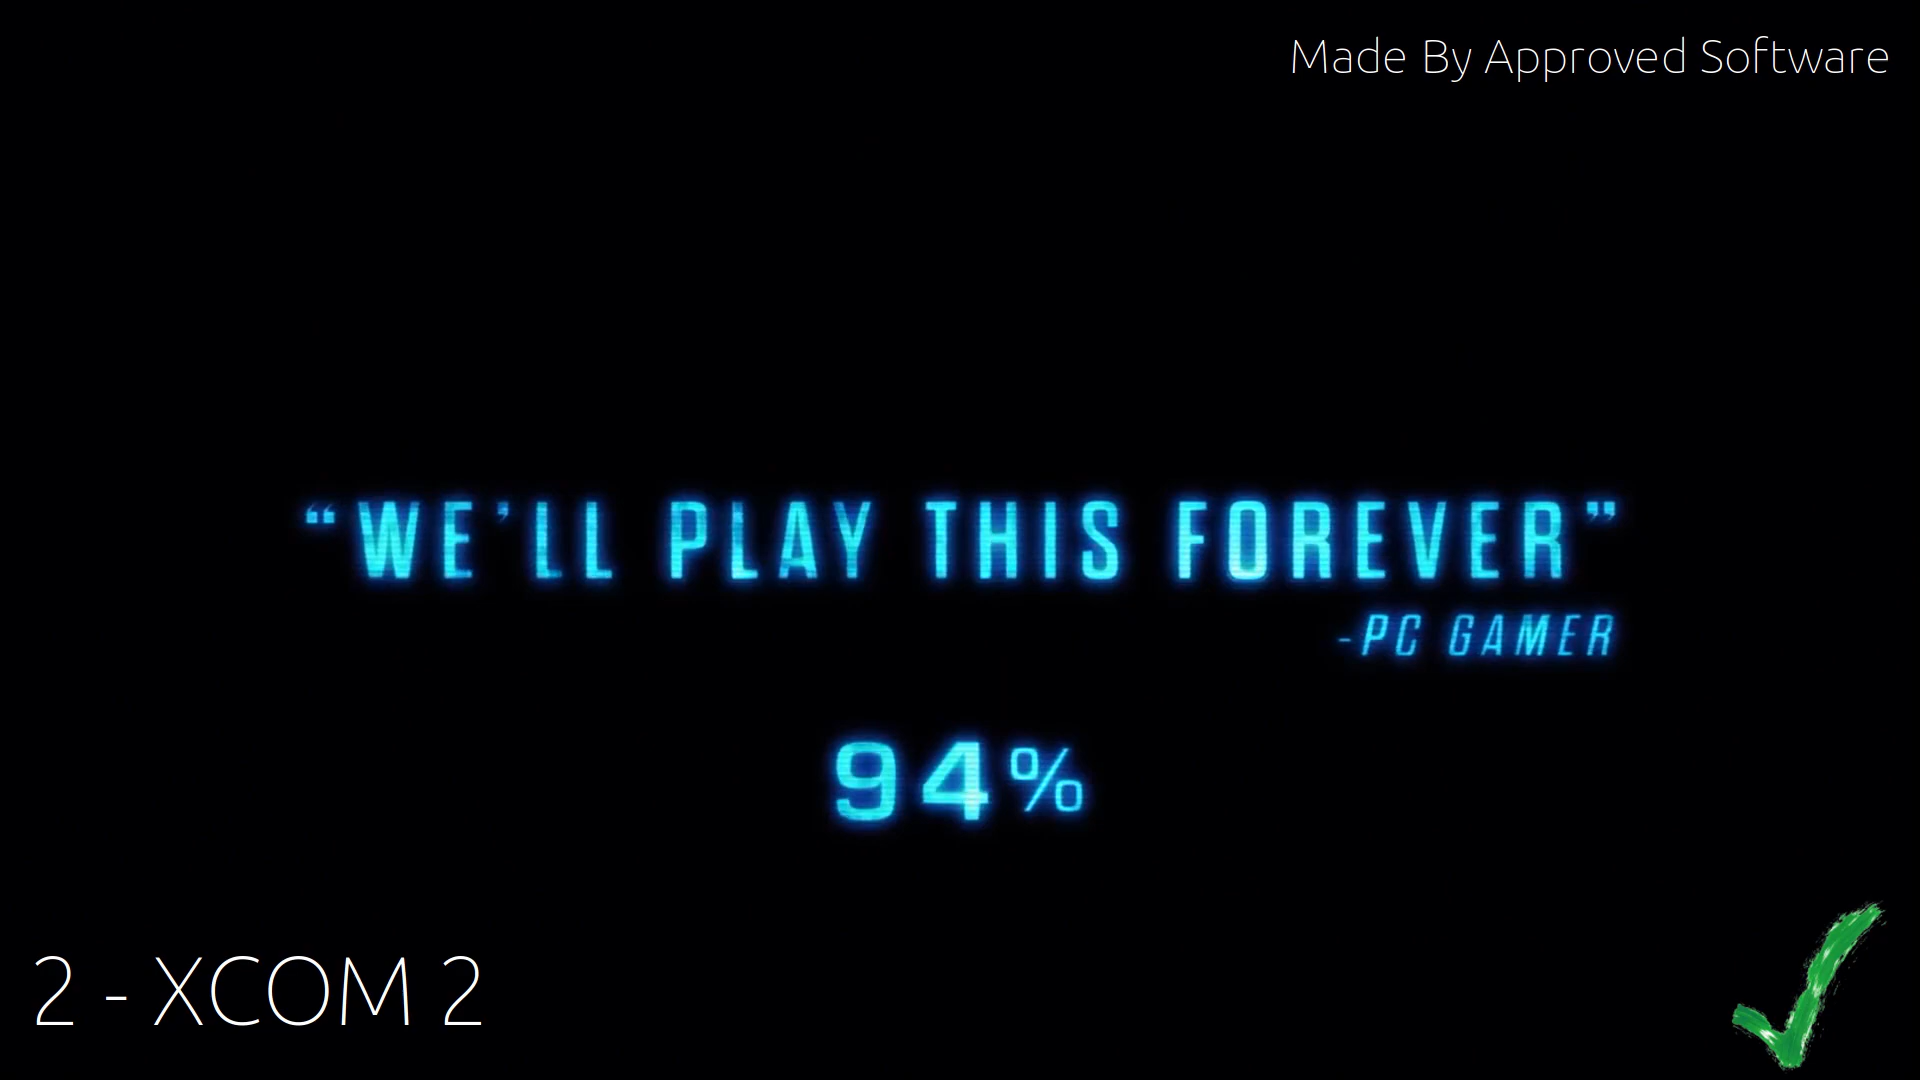 Made By Approved Software
“WE’LL PLAY THIS FOREVER”
-PC GAMER
94%
2 - XCOM 2